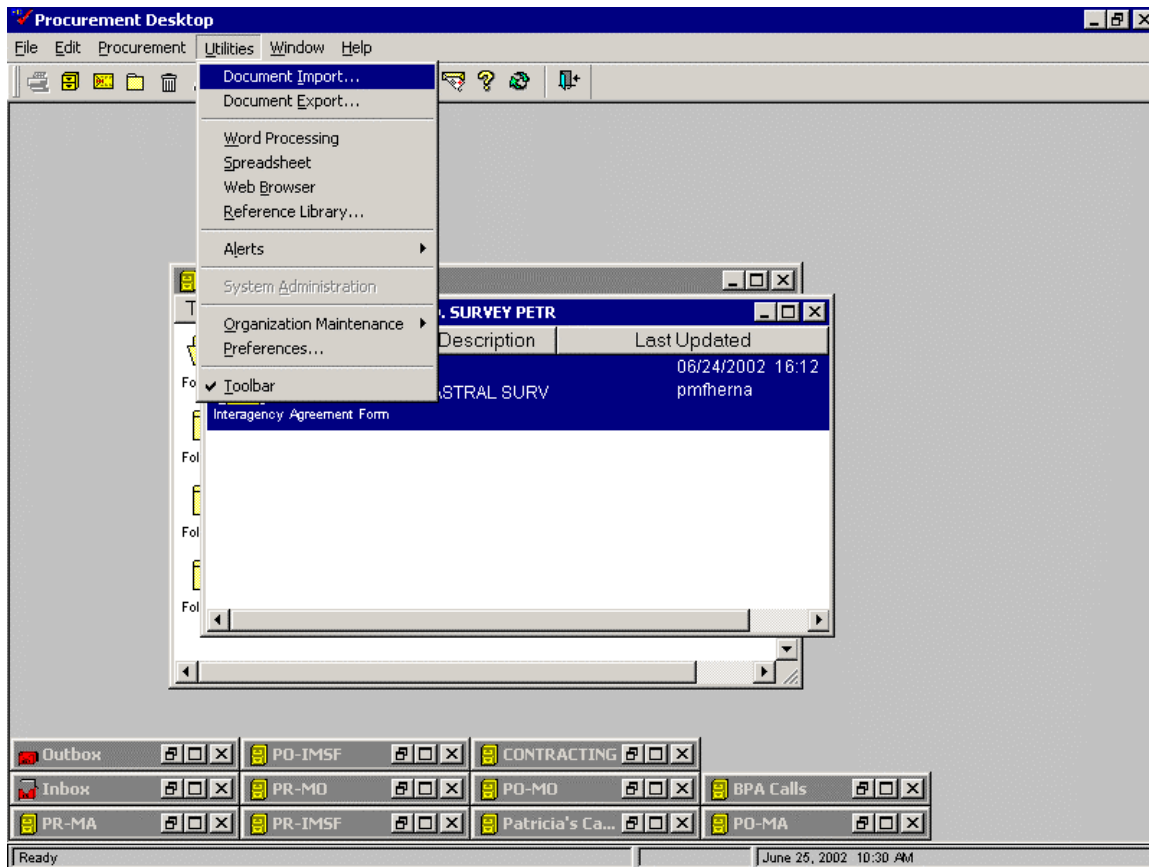 Procurement Desktop
File Edit Procurement Utilities Window Help
Document Import...
Document Export...
Word Processing
Spreadsheet
Web Browser
Reference Library...
Alerts
System Administration
Organization Maintenance
Preferences...
Toolbar
. SURVEY PETR
Description Last Updated
06/24/2002 16:12
ASTRAL SURV pmfherna
Interagency Agreement Form
Fo
Fol
Fol
Fol
Outbox PO-IMSF CONTRACTING
Inbox PR-MO PO-MO BPA Calls
PR-MA PR-IMSF Patricia's Ca... PO-MA
Ready June 25, 2002 10:30 AM